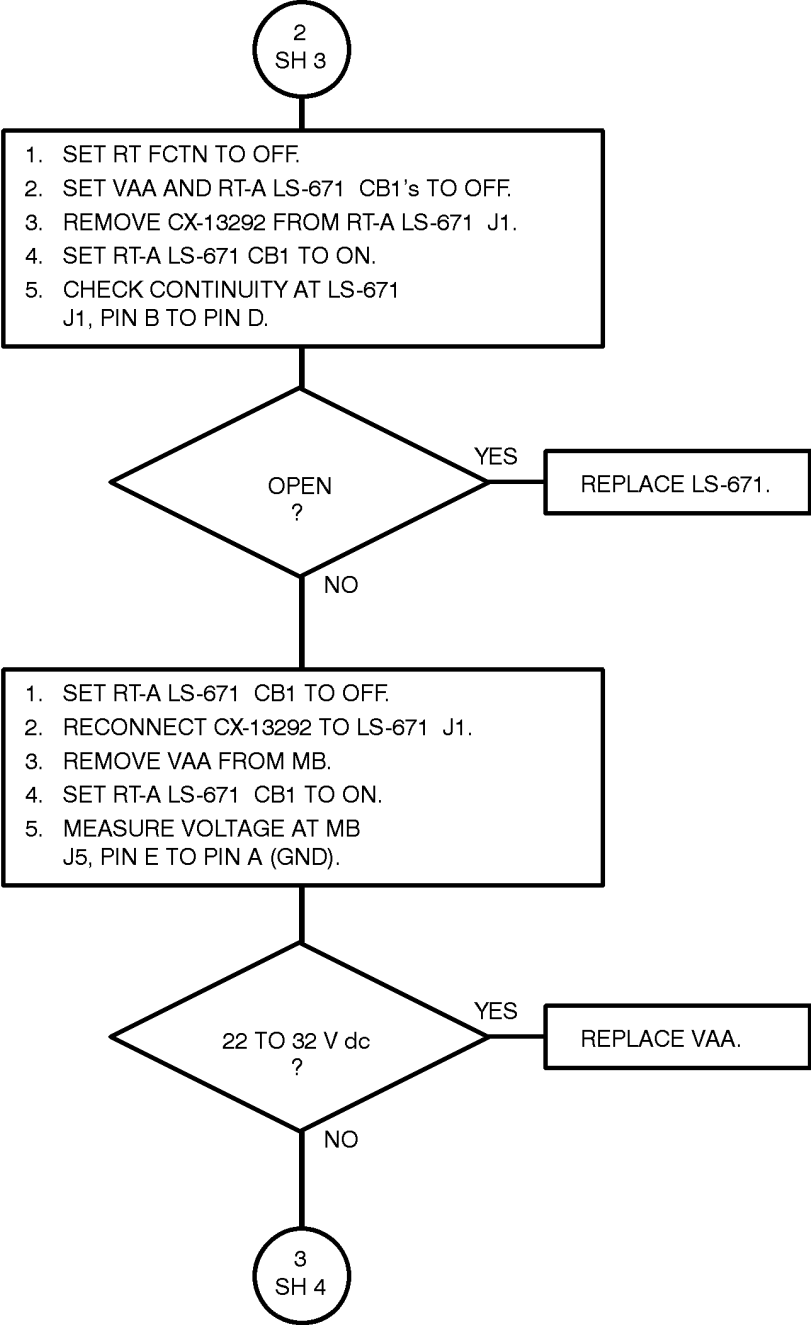 2
SH 3
1. SET RT FCTN TO OFF.
2. SET VAA AND RT-A LS-671 CB1's TO OFF.
3. REMOVE CX-13292 FROM RT-A LS-671 J1.
4. SET RT-A LS-671 CB1 TO ON.
5. CHECK CONTINUITY AT LS-671
J1, PIN B TO PIN D.
OPEN
?
YES
REPLACE LS-671.
NO
1. SET RT-A LS-671 CB1 TO OFF.
2. RECONNECT CX-13292 TO LS-671 J1.
3. REMOVE VAA FROM MB.
4. SET RT-A LS-671 CB1 TO ON.
5. MEASURE VOLTAGE AT MB
J5, PIN E TO PIN A (GND).
22 TO 32 V dc
?
YES
REPLACE VAA.
NO
3
SH 4